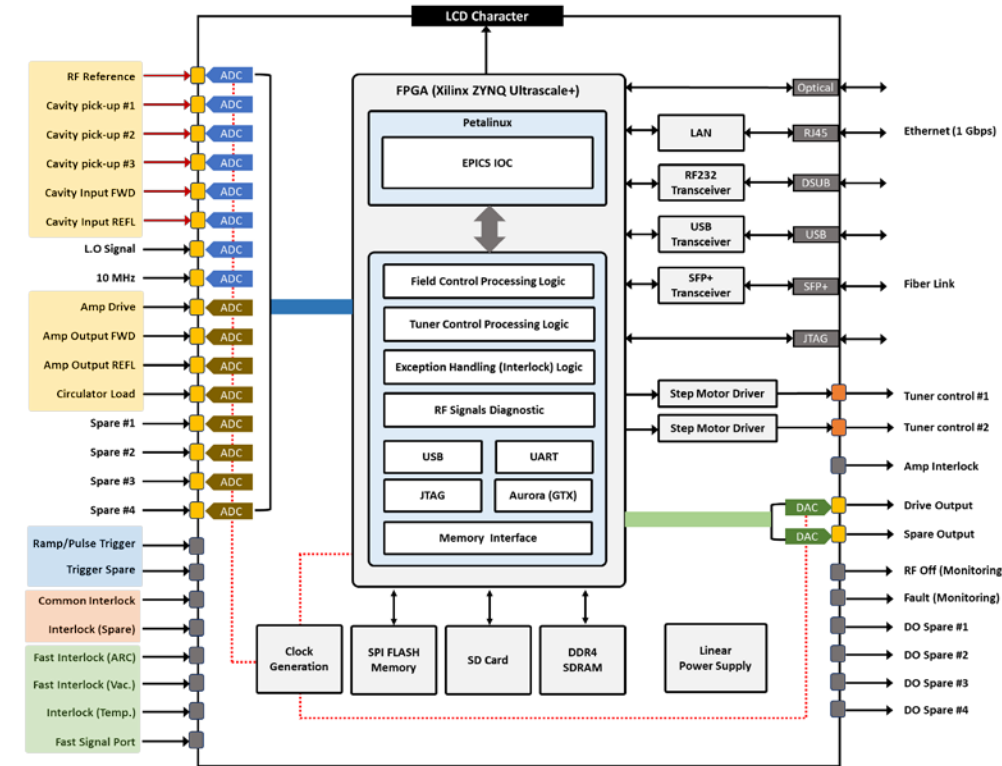 LCD Character
RF Reference
ADC
Cavity pick-up #1
ADC
Cavity pick-up #2
ADC
Cavity pick-up #3
ADC
Cavity Input FWD
ADC
Cavity Input REFL
ADC
L.O Signal
ADC
10 MHz
ADC
Amp Drive
ADC
Amp Output FWD
ADC
Amp Output REFL
ADC
Circulator Load
ADC
Spare #1
ADC
Spare #2
ADC
Spare #3
ADC
Spare #4
ADC
Ramp/Pulse Trigger
Trigger Spare
Common Interlock
Interlock (Spare)
Fast Interlock (ARC)
Fast Interlock (Vac.)
Interlock (Temp.)
Fast Signal Port
FPGA (Xilinx ZYNQ Ultrascale+)
Petalinux
EPICS IOC
Field Control Processing Logic
Tuner Control Processing Logic
Exception Handling (Interlock) Logic
RF Signals Diagnostic
USB
UART
JTAG
Aurora (GTX)
Memory Interface
Clock
Generation
SPI FLASH
Memory
SD Card
DDR4
SDRAM
Linear
Power Supply
Optical
LAN
RJ45
Ethernet (1 Gbps)
RF232
Transceiver
DSUB
USB
Transceiver
USB
SFP+
Transceiver
SFP+
Fiber Link
JTAG
Step Motor Driver
Tuner control #1
Step Motor Driver
Tuner control #2
Amp Interlock
DAC
Drive Output
DAC
Spare Output
RF Off (Monitoring
Fault (Monitoring)
DO Spare #1
DO Spare #2
DO Spare #3
DO Spare #4